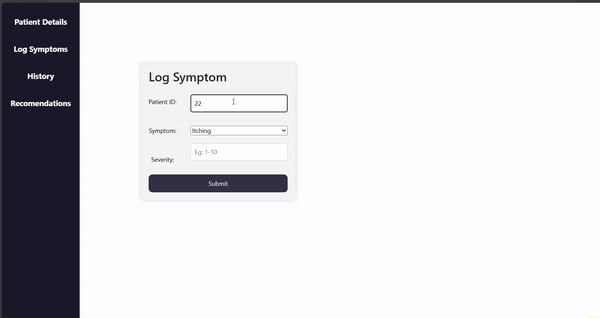 Patient Details
Log Symptoms
History
Recomendations
Log Symptom
Patient ID:
22
Symptom:
Itching
Severity:
Eg: 1-10
Submit